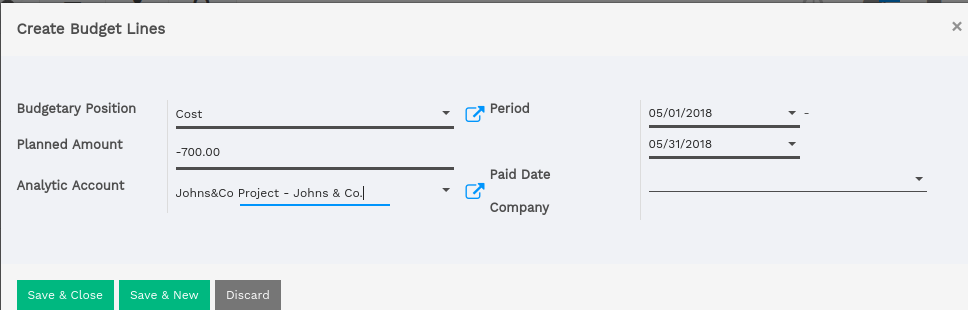 Create Budget Lines
×
Budgetary Position
Cost
Planned Amount
-700.00
Analytic Account
Johns&Co Project - Johns & Co.
Period
05/01/2018 -
05/31/2018
Paid Date
Company
Save & Close
Save & New
Discard